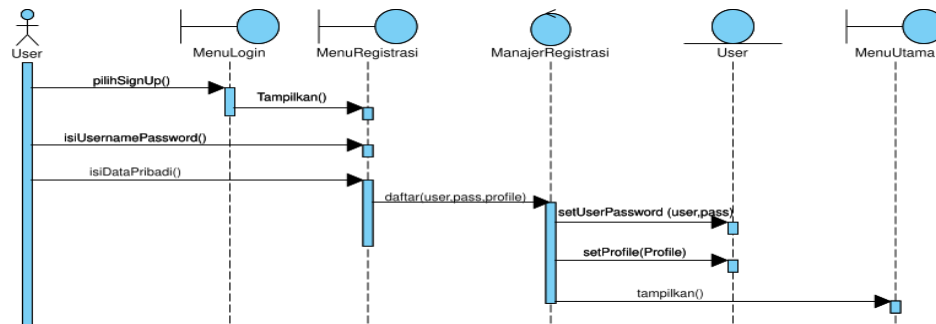 User
MenuLogin
MenuRegistrasi
ManajerRegistrasi
User
MenuUtama
pilihSignUp()
Tampilkan()
isiUsernamePassword()
isiDataPribadi()
daftar(user,pass,profile)
setUserPassword (user,pass)
setProfile(Profile)
tampilkan()